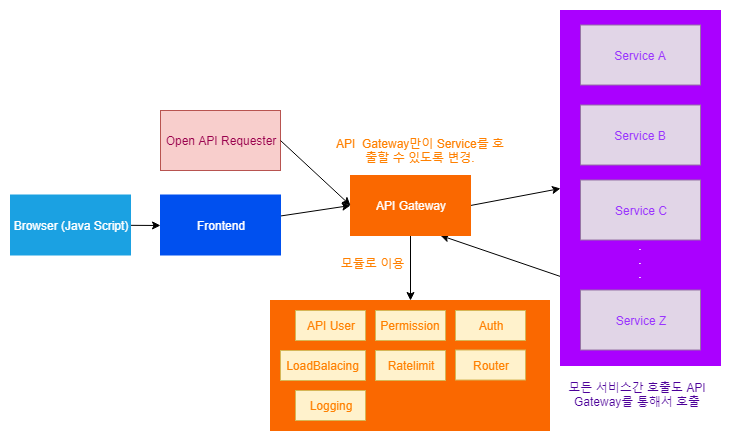 Service A
Service B
Service C
.
.
.
Service Z
모든 서비스간 호출도 API
Gateway를 통해서 호출
Open API Requester
API  Gateway만이 Service를 호
출할 수 있도록 변경.
API Gateway
Browser (Java Script)
Frontend
모듈로 이용
API User
Permission
Auth
LoadBalacing
Ratelimit
Router
Logging